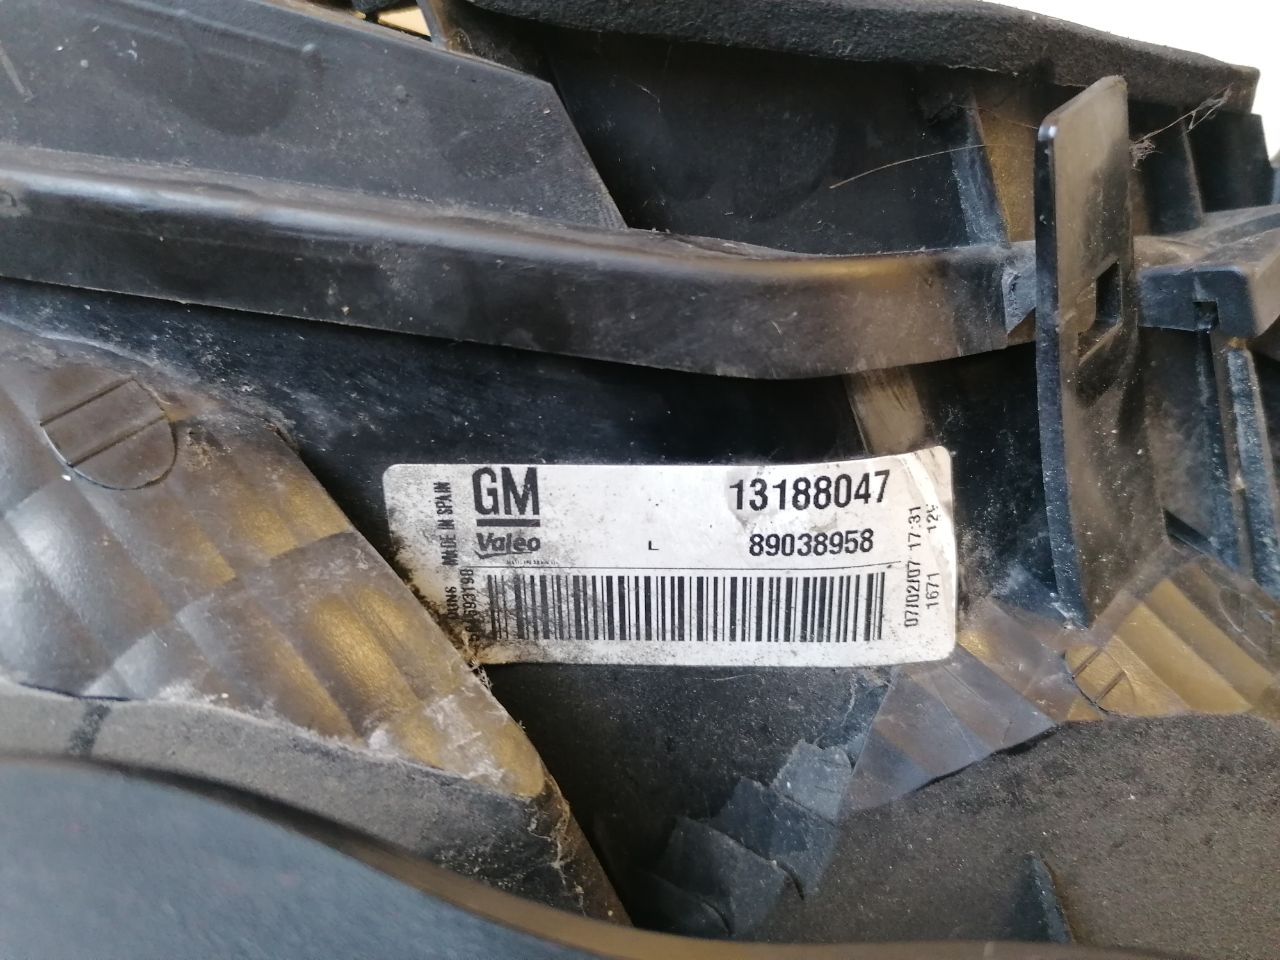 GM
13188047
Valeo
L
89038958
MADE IN SPAIN
07/02/07 17:31
1671